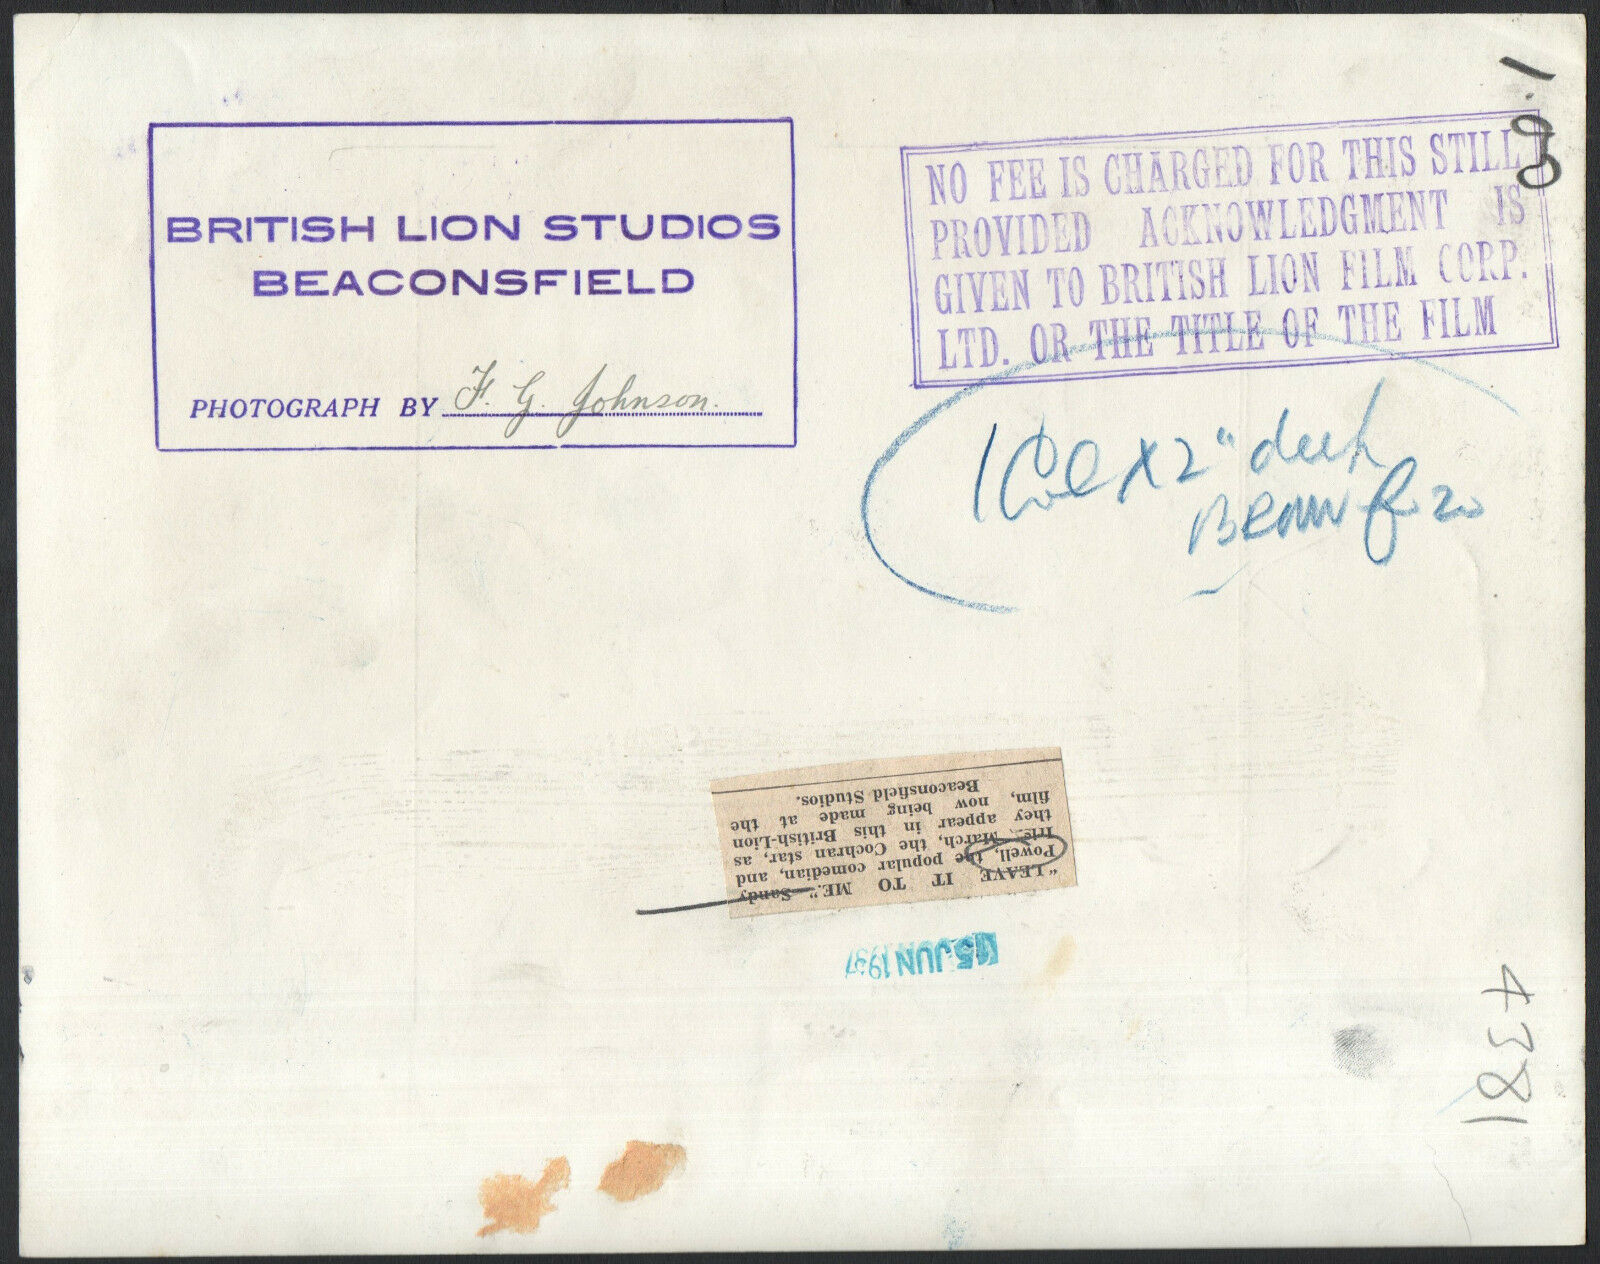 BRITISH LION STUDIOS
BEACONSFIELD
PHOTOGRAPH BY F. G. Johnson.
NO FEE IS CHARGED FOR THIS STILL
PROVIDED ACKNOWLEDGMENT IS
GIVEN TO BRITISH LION FILM CORP.
LTD. OR THE TITLE OF THE FILM
X 2"
"LEAVE IT TO ME." Sandy
Powell, the popular comedian, and
Iris March, the Cochran star, as
they appear in this British-Lion
film, now being made at the
Beaconsfield Studios.
15 JUN 1937
4381